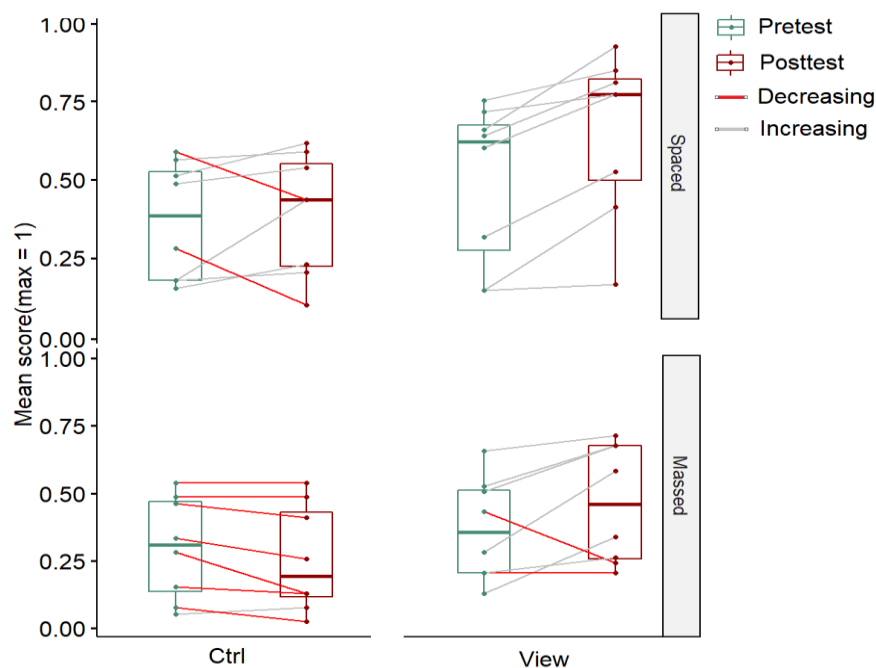 Mean score(max = 1)
1.00
0.75
0.50
0.25
0.00
1.00
0.75
0.50
0.25
0.00
Ctrl
View
Spaced
Massed
Pretest
Posttest
Decreasing
Increasing